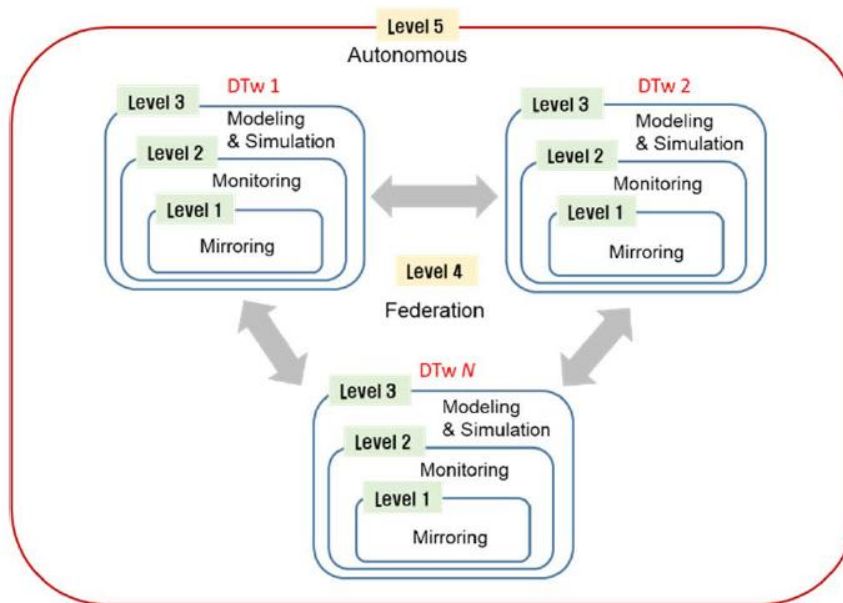 Level 5
Autonomous
DTw 1
Level 3
Modeling
& Simulation
Level 2
Monitoring
Level 1
Mirroring
DTw 2
Level 3
Modeling
& Simulation
Level 2
Monitoring
Level 1
Mirroring
Level 4
Federation
DTw N
Level 3
Modeling
& Simulation
Level 2
Monitoring
Level 1
Mirroring